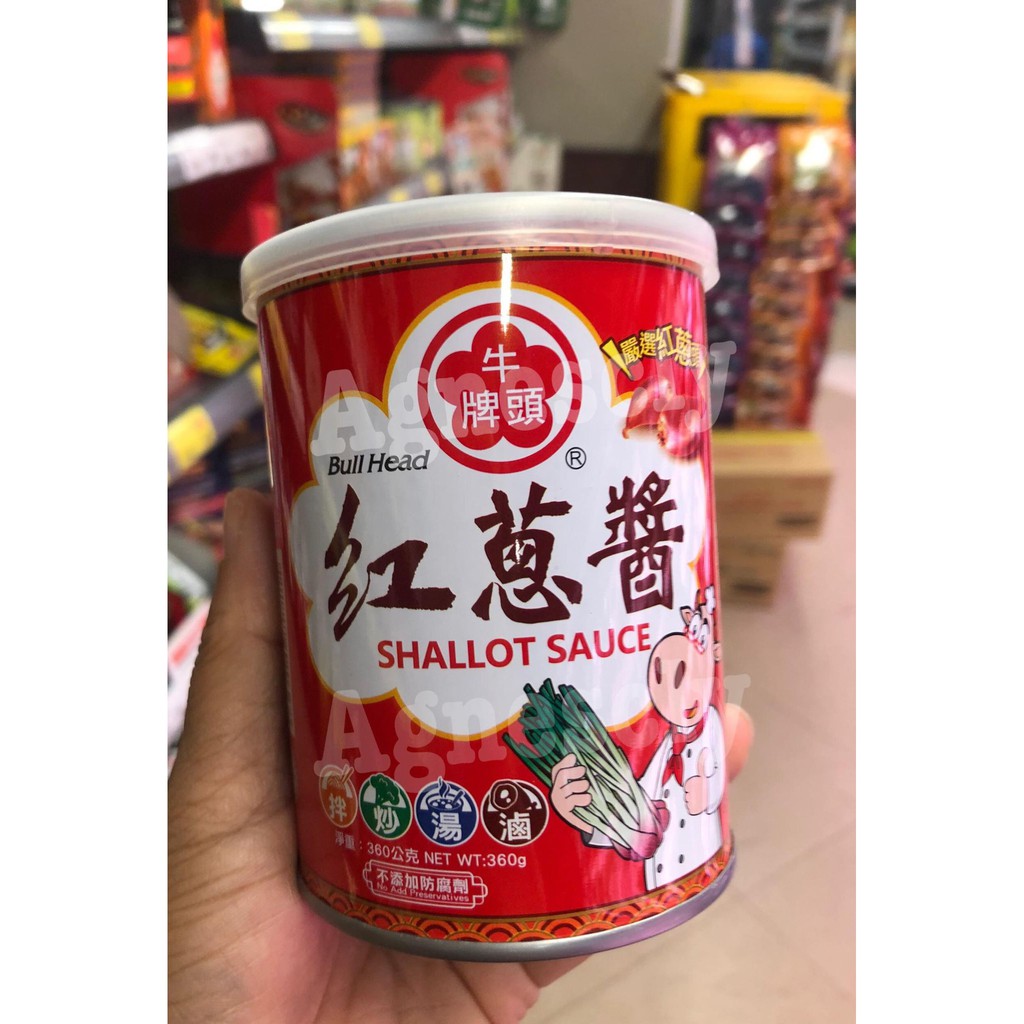 牛
牌頭
Bull Head
®
嚴選紅蔥
紅蔥醬
SHALLOT SAUCE
拌 炒 湯 滷
淨重：360公克 NET WT:360g
不添加防腐劑
No Add Preservatives